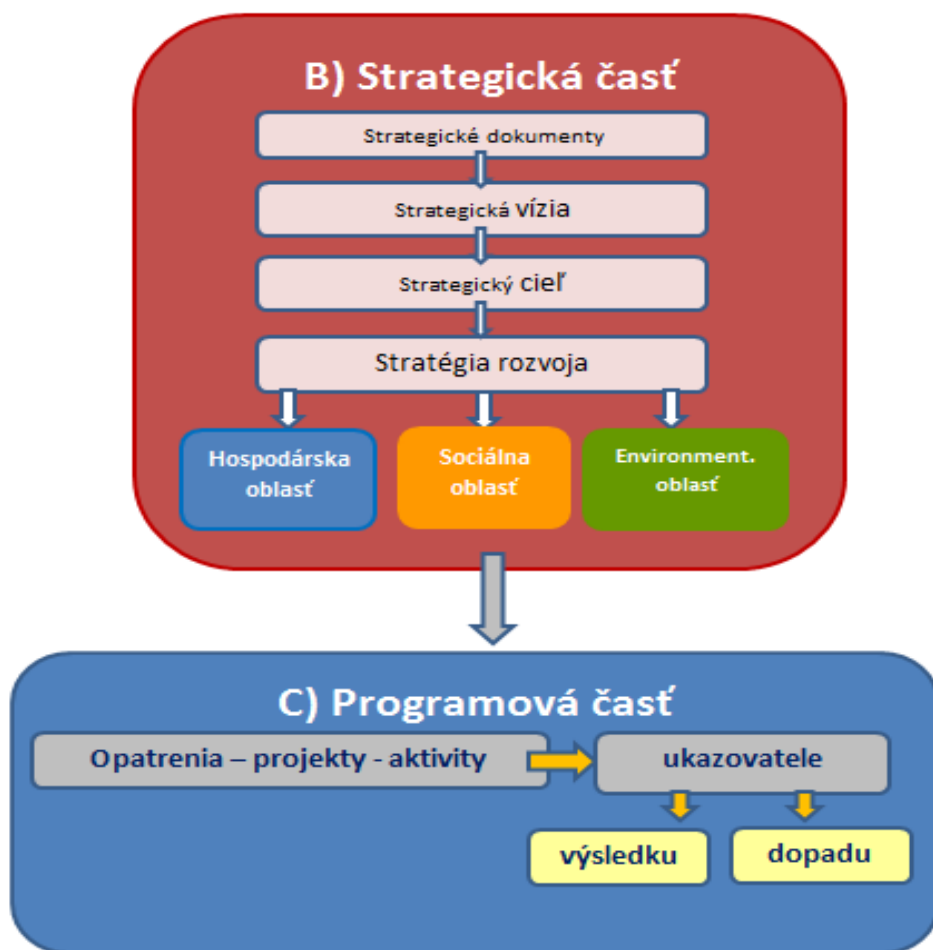 B) Strategická časť
Strategické dokumenty
Strategická vízia
Strategický cieľ
Stratégia rozvoja
Hospodárska
oblasť
Sociálna
oblasť
Environment.
oblasť
C) Programová časť
Opatrenia – projekty - aktivity
ukazovatele
výsledku
dopadu